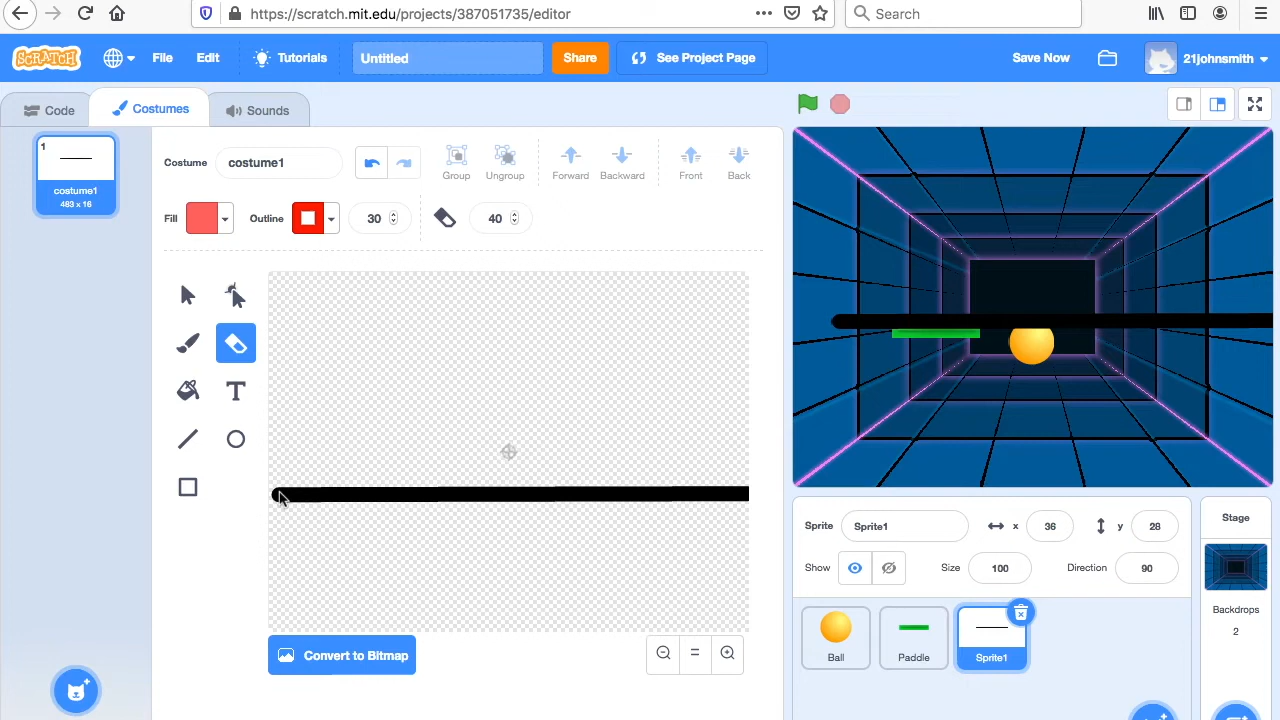 https://scratch.mit.edu/projects/387051735/editor
Search
SCRATCH
File
Edit
Tutorials
Untitled
Share
See Project Page
Save Now
21johnsmith
Code
Costumes
Sounds
1
costume1
483 x 16
Costume
costume1
Group
Ungroup
Forward
Backward
Front
Back
Fill
Outline
30
40
T
Convert to Bitmap
Sprite
Sprite1
x
36
y
28
Show
Size
100
Direction
90
Ball
Paddle
Sprite1
Stage
Backdrops
2